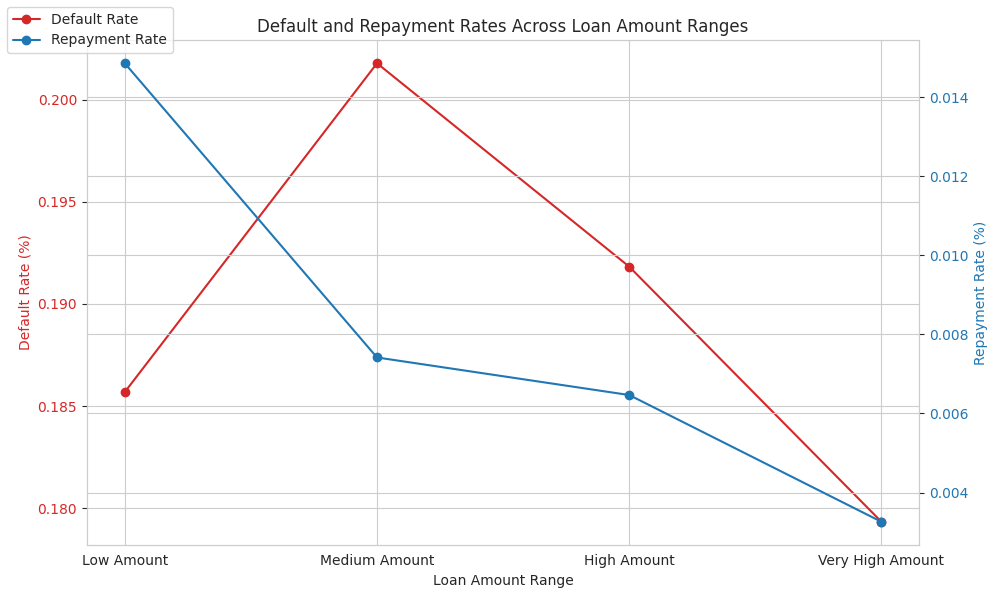 Default and Repayment Rates Across Loan Amount Ranges
Default Rate
Repayment Rate
Default Rate (%)
0.200
0.195
0.190
0.185
0.180
Repayment Rate (%)
0.014
0.012
0.010
0.008
0.006
0.004
Low Amount
Medium Amount
High Amount
Very High Amount
Loan Amount Range